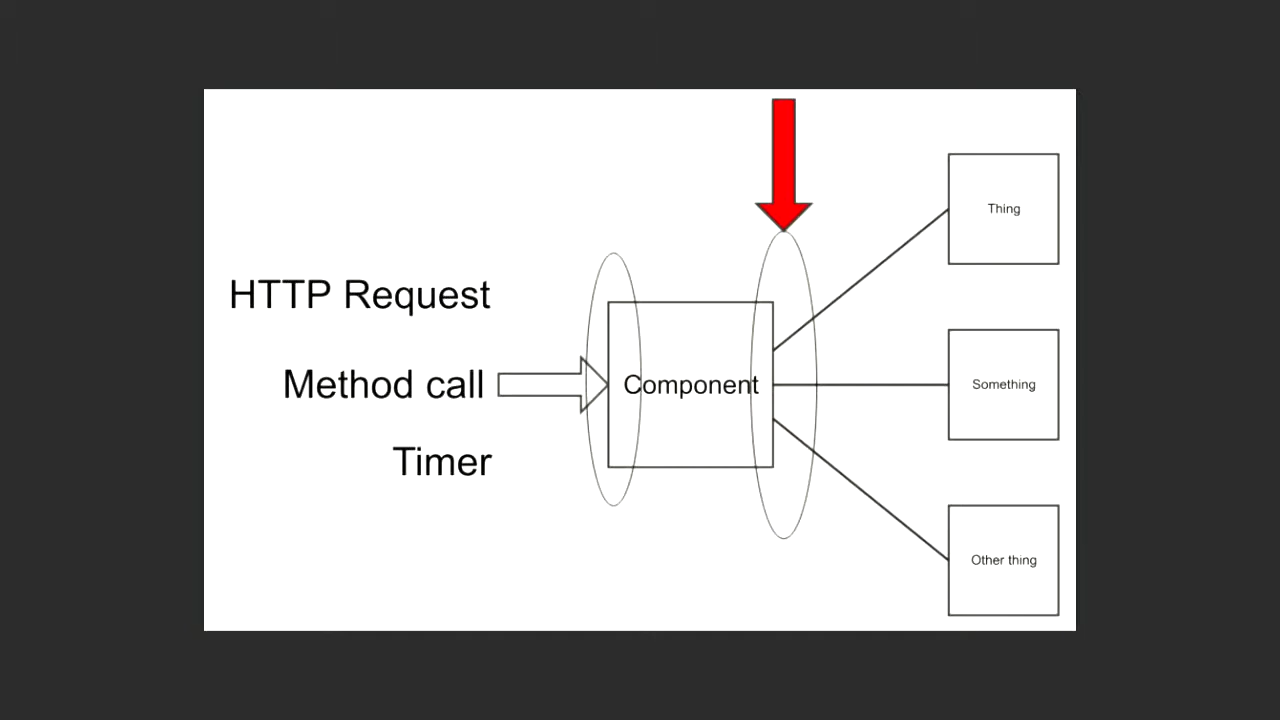 HTTP Request
Method call
Timer
Component
Thing
Something
Other thing